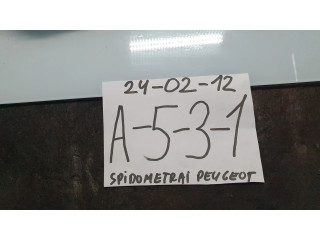 24-02-12
A-5-3-1
SPIDOMETRAI PEUGEOT